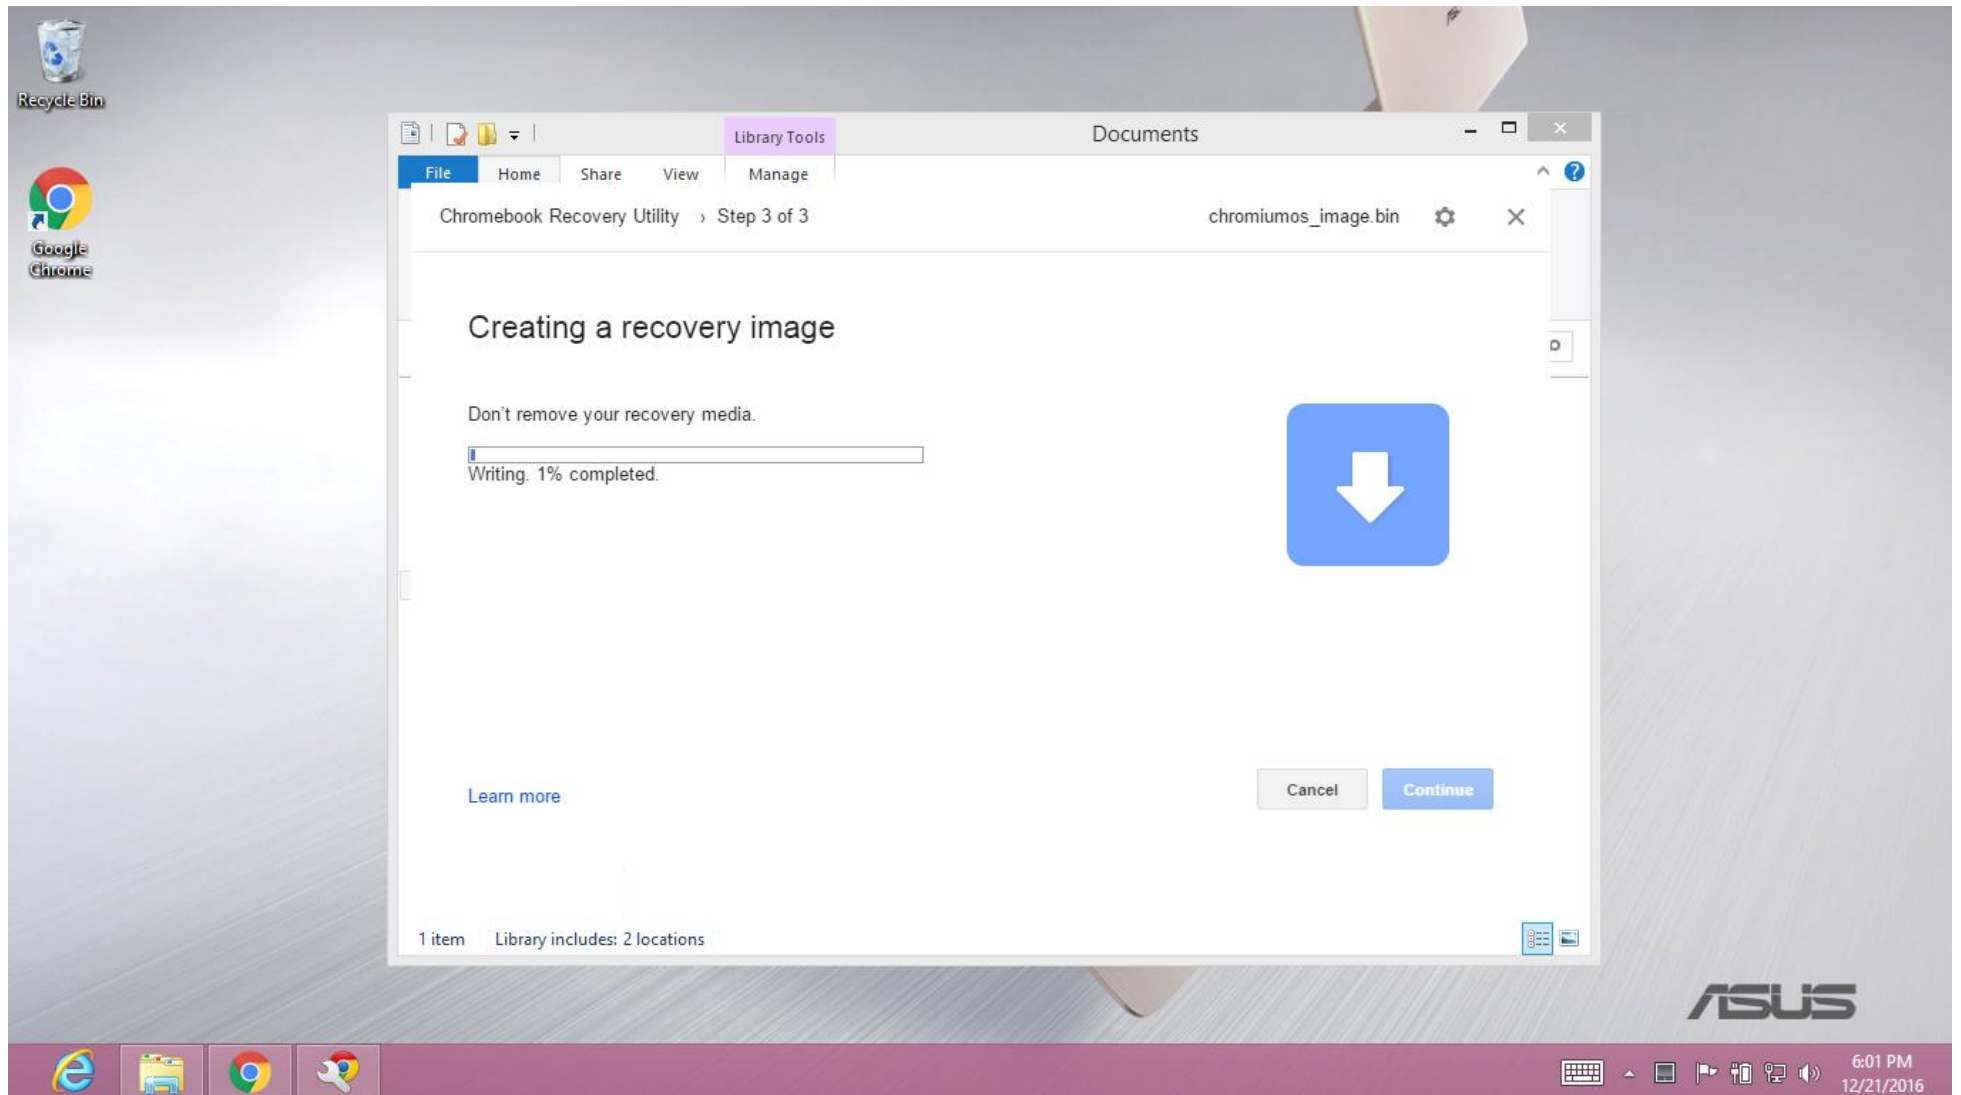 Recycle Bin
Google
Chrome
Library Tools
Documents
File
Home
Share
View
Manage
Chromebook Recovery Utility › Step 3 of 3
chromiumos_image.bin
Creating a recovery image
Don't remove your recovery media.
Writing. 1% completed.
Learn more
Cancel
Continue
1 item
Library includes: 2 locations
ASUS
6:01 PM
12/21/2016